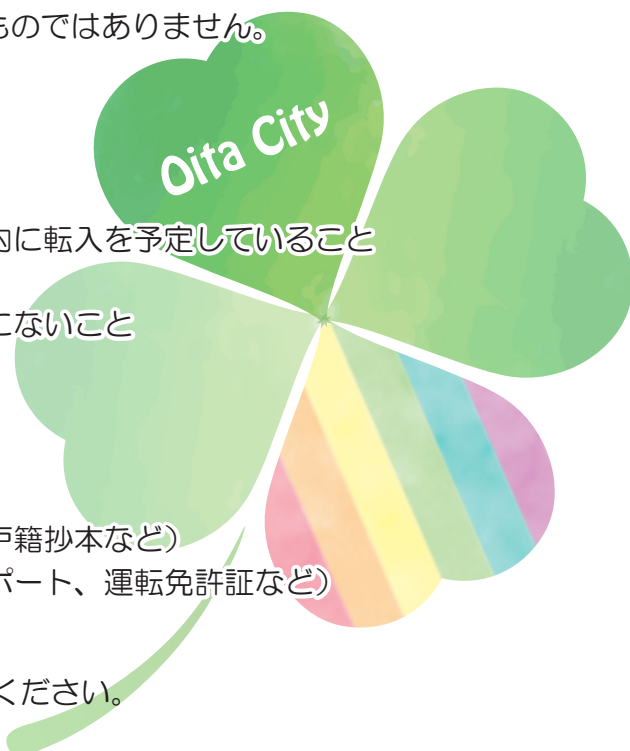 ものではありません。
Oita City
内に転入を予定していること
にないこと
戸籍抄本など）
ポート、運転免許証など）
ください。